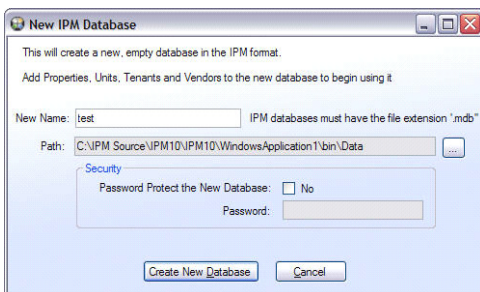 New IPM Database
This will create a new, empty database in the IPM format.
Add Properties, Units, Tenants and Vendors to the new database to begin using it
New Name: test IPM databases must have the file extension '.mdb"
Path: C:\IPM Source\IPM10\IPM10\WindowsApplication1\bin\Data ...
Security
Password Protect the New Database: No
Password:
Create New Database Cancel